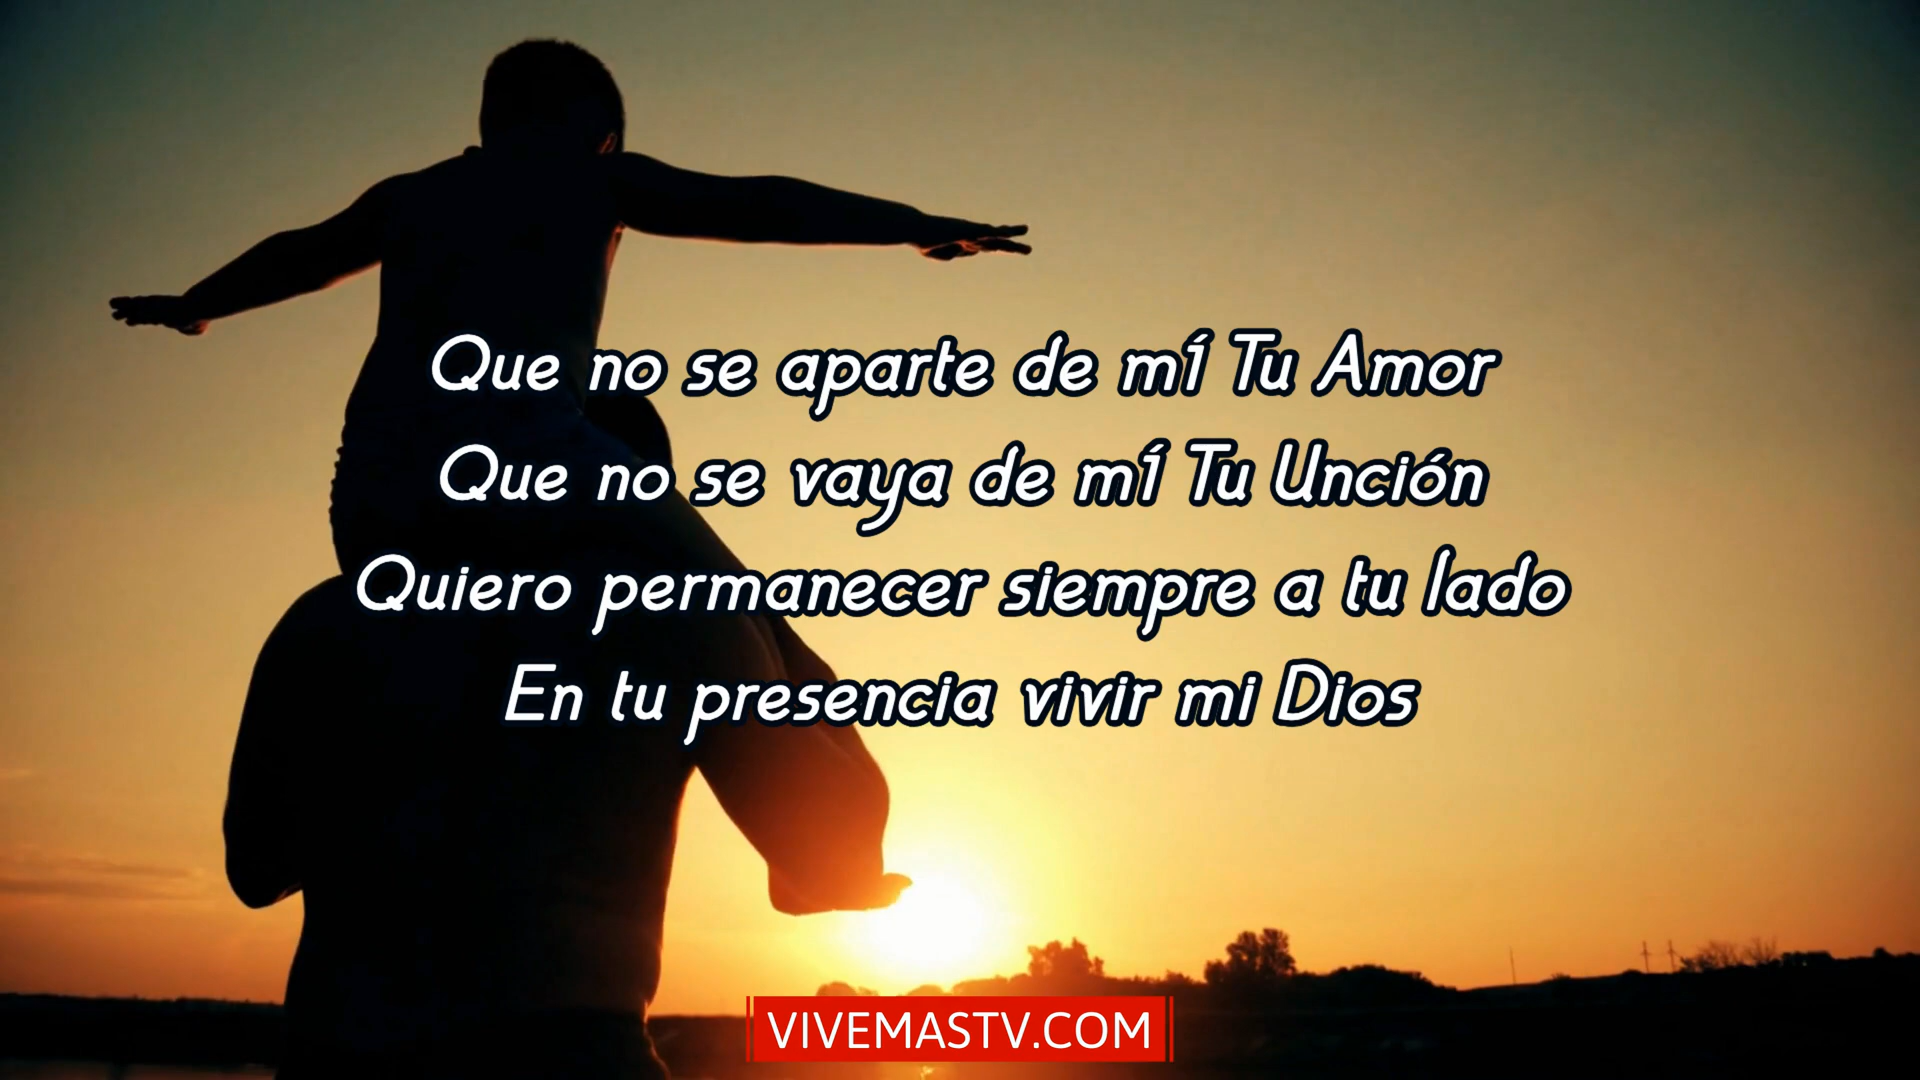 Que no se aparte de mí Tu Amor
Que no se vaya de mí Tu Unción
Quiero permanecer siempre a tu lado
En tu presencia vivir mi Dios
VIVEMASTV.COM